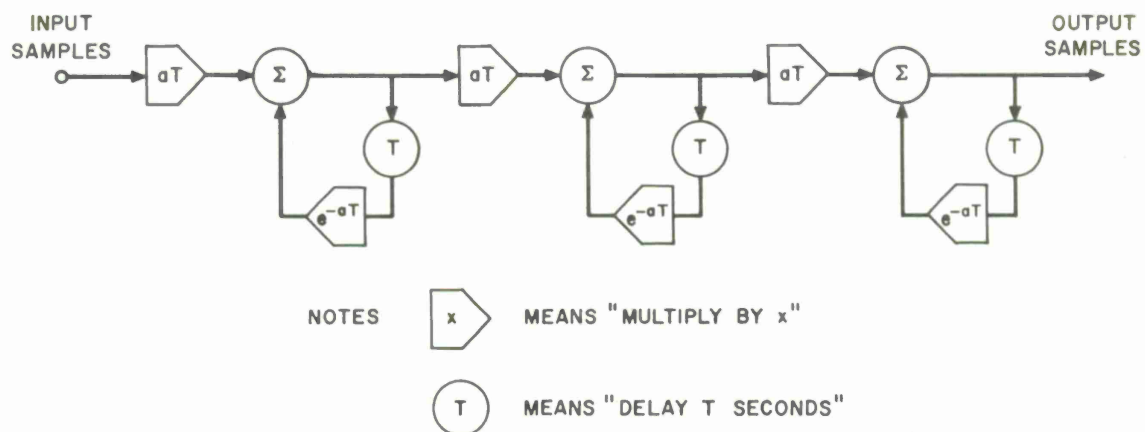 INPUT
SAMPLES
OUTPUT
SAMPLES
aT
Σ
aT
Σ
aT
Σ
T
T
T
e^-aT
e^-aT
e^-aT
NOTES x MEANS "MULTIPLY BY x"
T MEANS "DELAY T SECONDS"